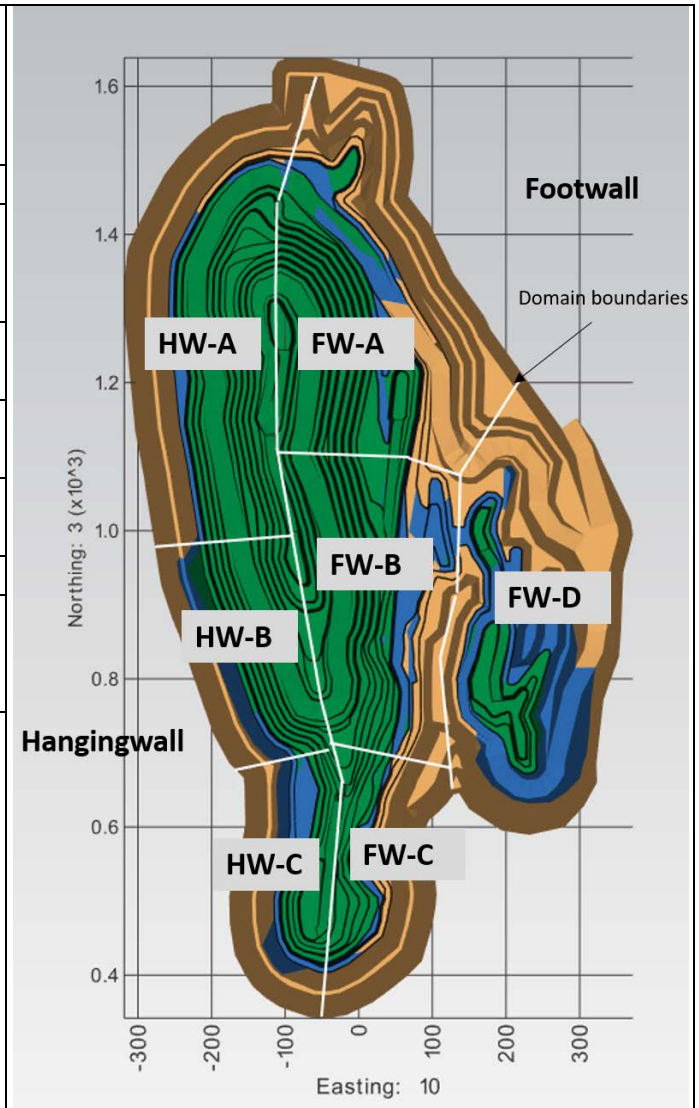 1.6
Footwall
1.4
Domain boundaries
HW-A
FW-A
1.2
Northing: 3 (x10^3)
1.0
FW-B
FW-D
HW-B
0.8
Hangingwall
0.6
HW-C
FW-C
0.4
-300 -200 -100 0 100 200 300
Easting: 10